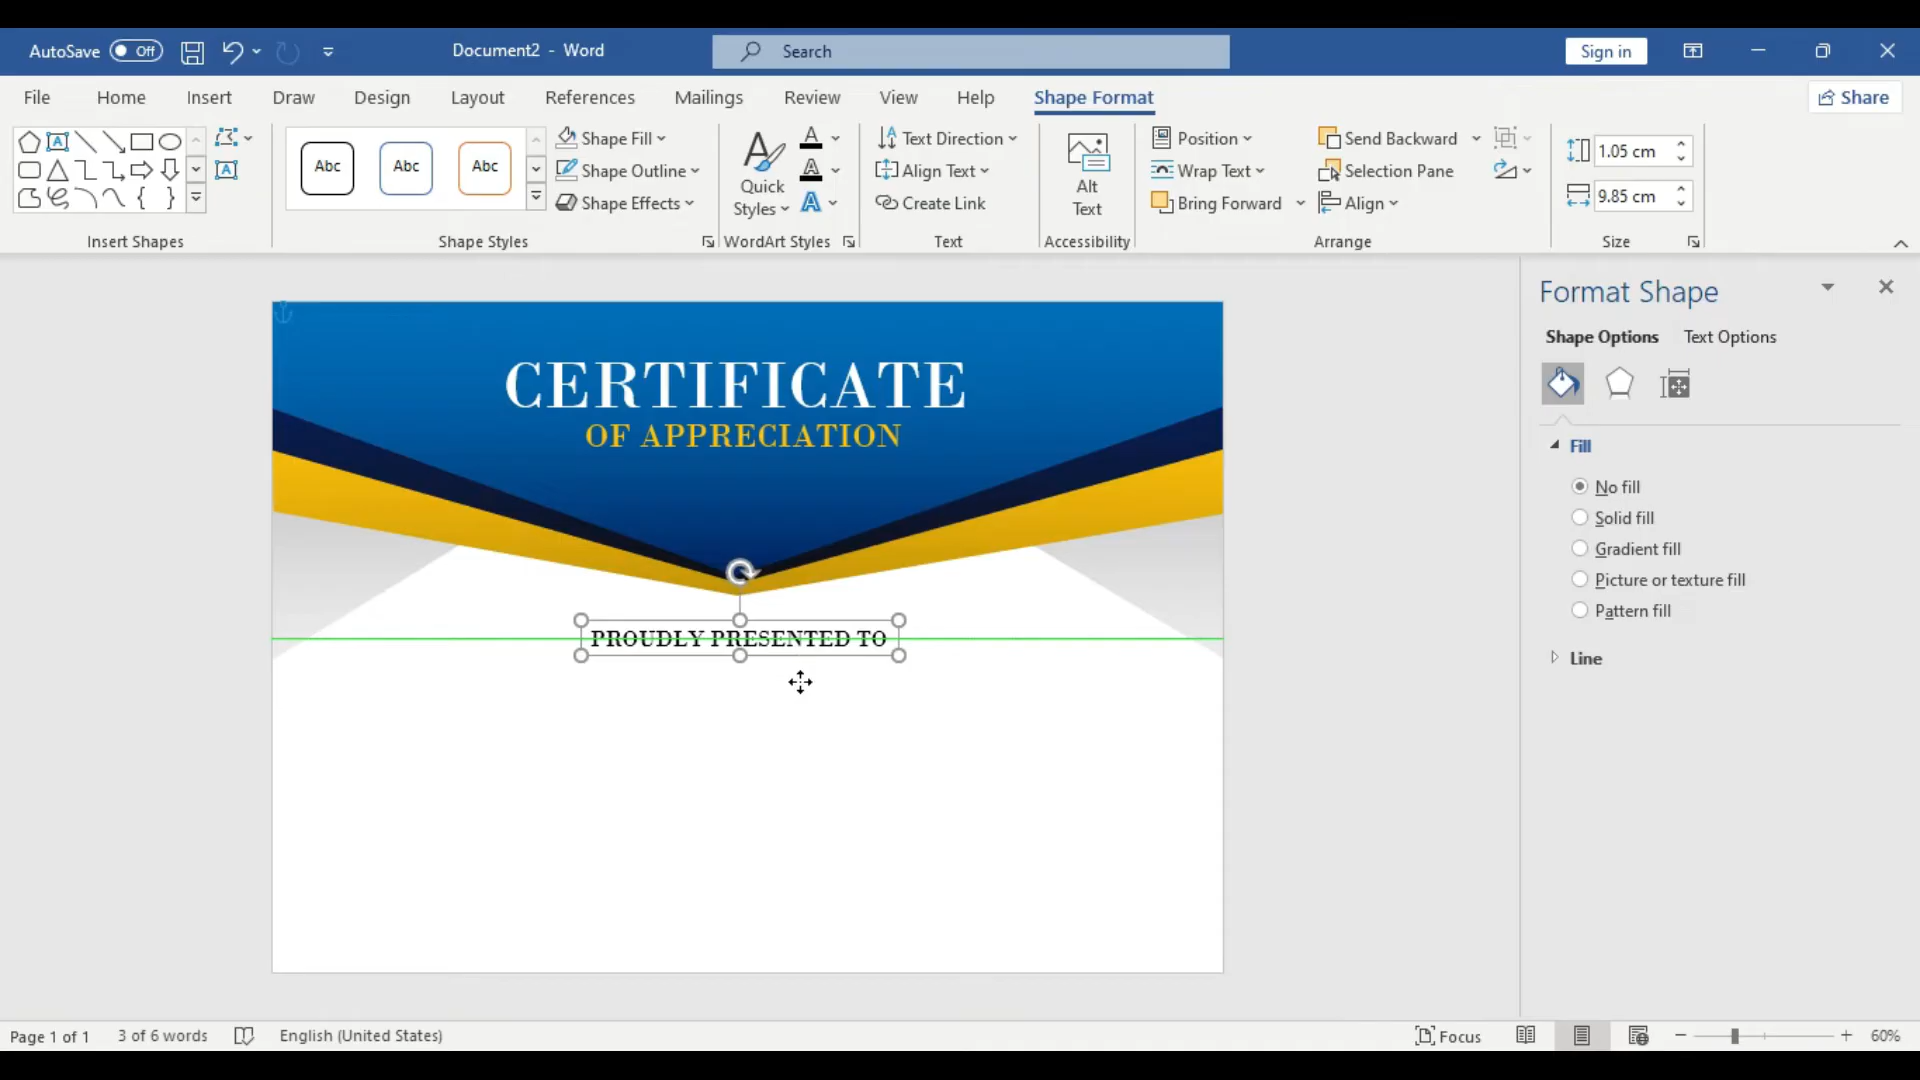 AutoSave Off Document2 - Word Search Sign in
File Home Insert Draw Design Layout References Mailings Review View Help Shape Format Share
Abc Abc Abc
Shape Fill
Shape Outline
Shape Effects
Quick
Styles
Text Direction
Align Text
Create Link
Alt
Text
Position
Wrap Text
Bring Forward
Send Backward
Selection Pane
Align
1.05 cm
9.85 cm
Insert Shapes Shape Styles WordArt Styles Text Accessibility Arrange Size
CERTIFICATE
OF APPRECIATION
PROUDLY PRESENTED TO
Format Shape
Shape Options Text Options
Fill
No fill
Solid fill
Gradient fill
Picture or texture fill
Pattern fill
Line
Page 1 of 1 3 of 6 words English (United States) Focus 60%